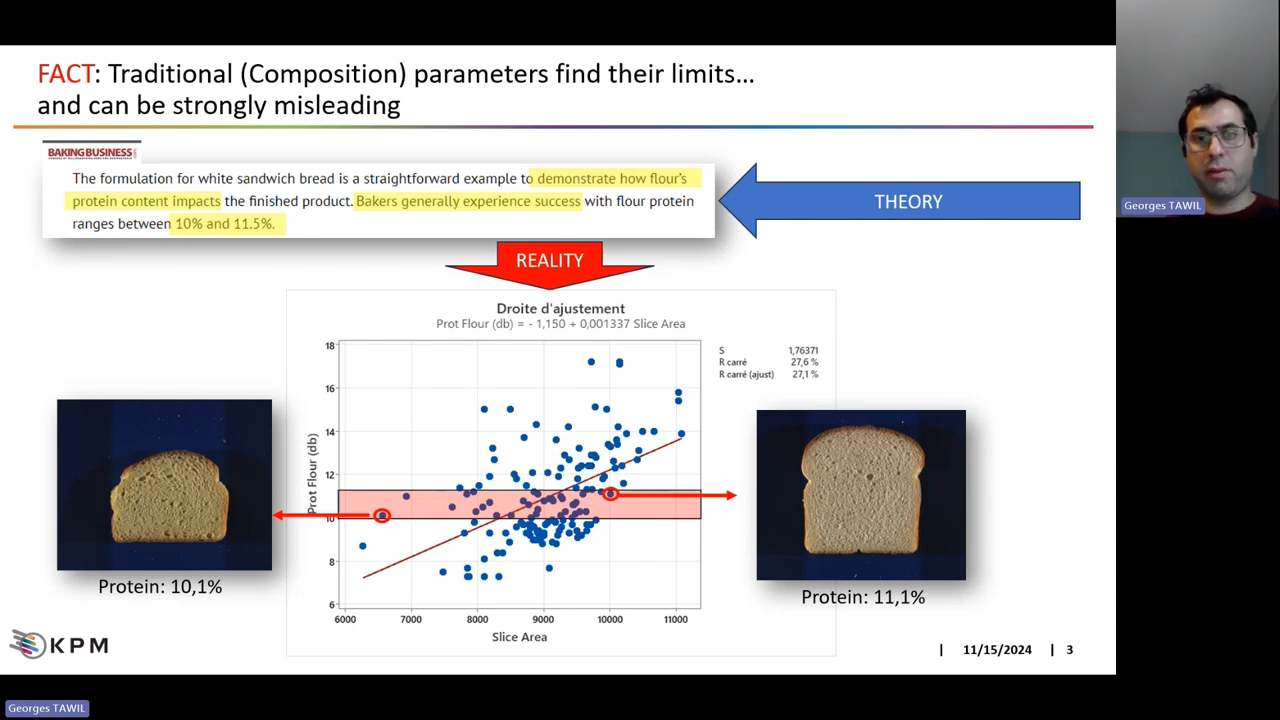 FACT: Traditional (Composition) parameters find their limits…
and can be strongly misleading
BAKING BUSINESS
The formulation for white sandwich bread is a straightforward example to demonstrate how flour's
protein content impacts the finished product. Bakers generally experience success with flour protein
ranges between 10% and 11.5%.
THEORY
Georges TAWIL
REALITY
Droite d'ajustement
Prot Flour (db) = - 1,150 + 0,001337 Slice Area
S 1,76371
R carré 27,6 %
R carré (ajust) 27,1 %
Prot Flour (db)
18
16
14
12
10
8
6
6000 7000 8000 9000 10000 11000
Slice Area
Protein: 10,1%
Protein: 11,1%
KPM
| 11/15/2024 | 3
Georges TAWIL